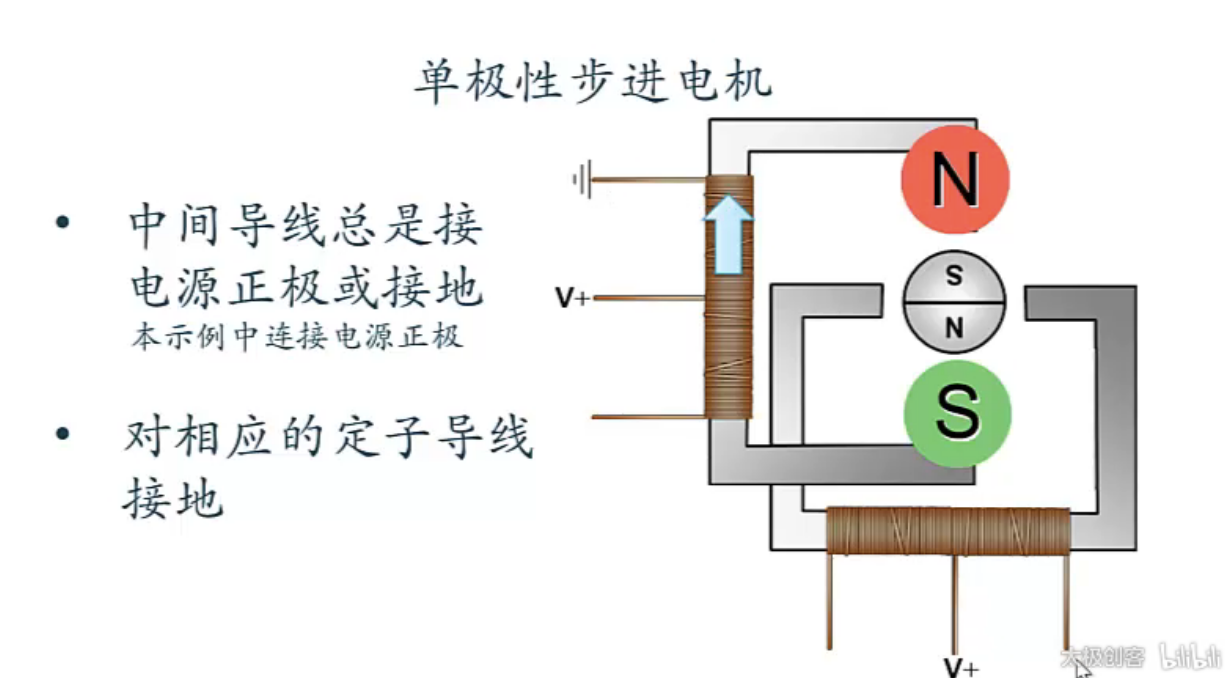 单极性步进电机
• 中间导线总是接
电源正极或接地
本示例中连接电源正极
• 对相应的定子导线
接地
N
S
N
V+
S
V+
太极创客 bilibili